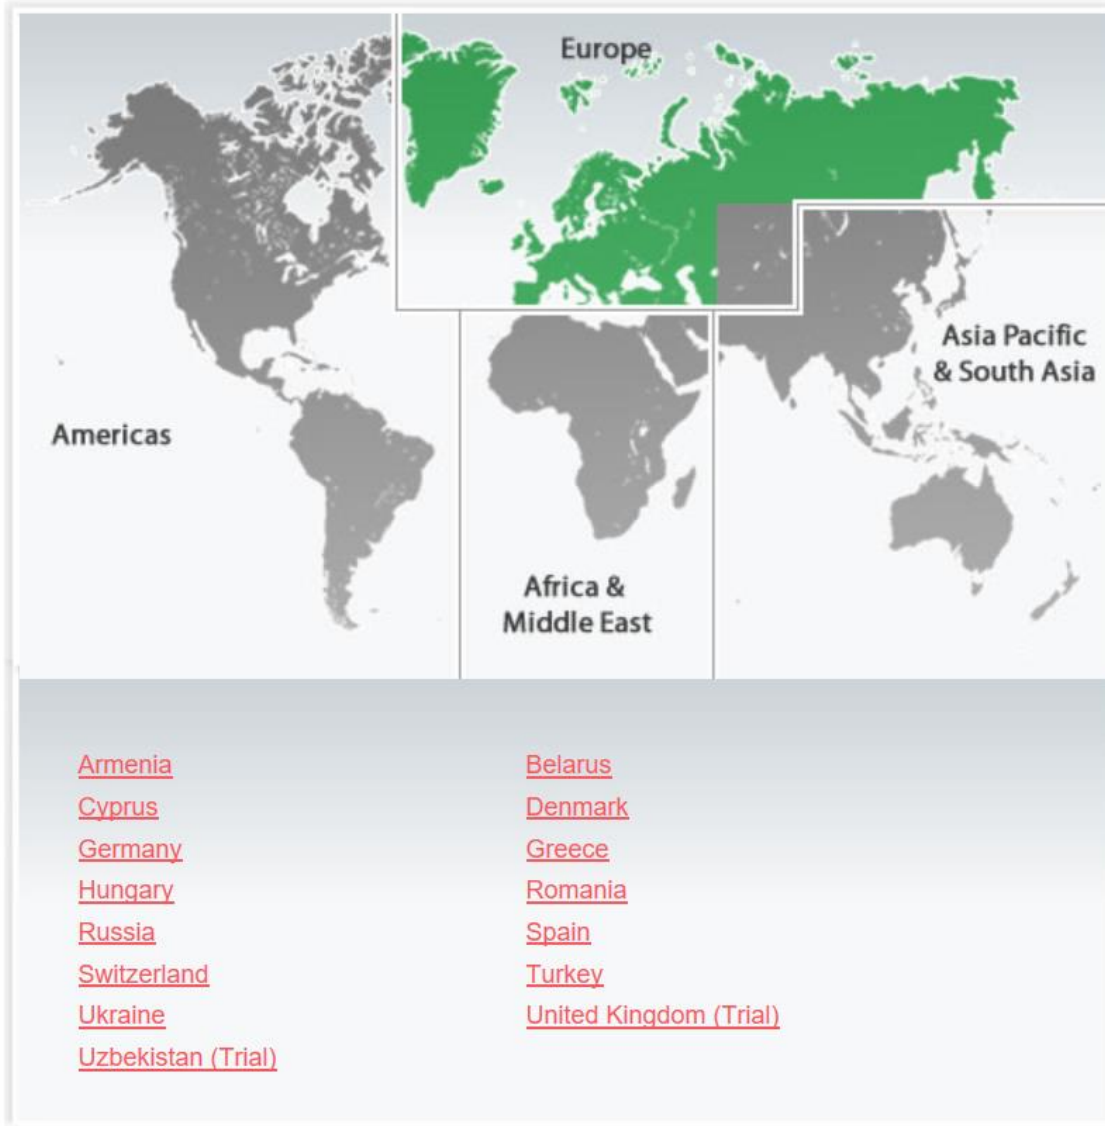 Europe
Asia Pacific
& South Asia
Americas
Africa &
Middle East
Armenia
Belarus
Cyprus
Denmark
Germany
Greece
Hungary
Romania
Russia
Spain
Switzerland
Turkey
Ukraine
United Kingdom (Trial)
Uzbekistan (Trial)